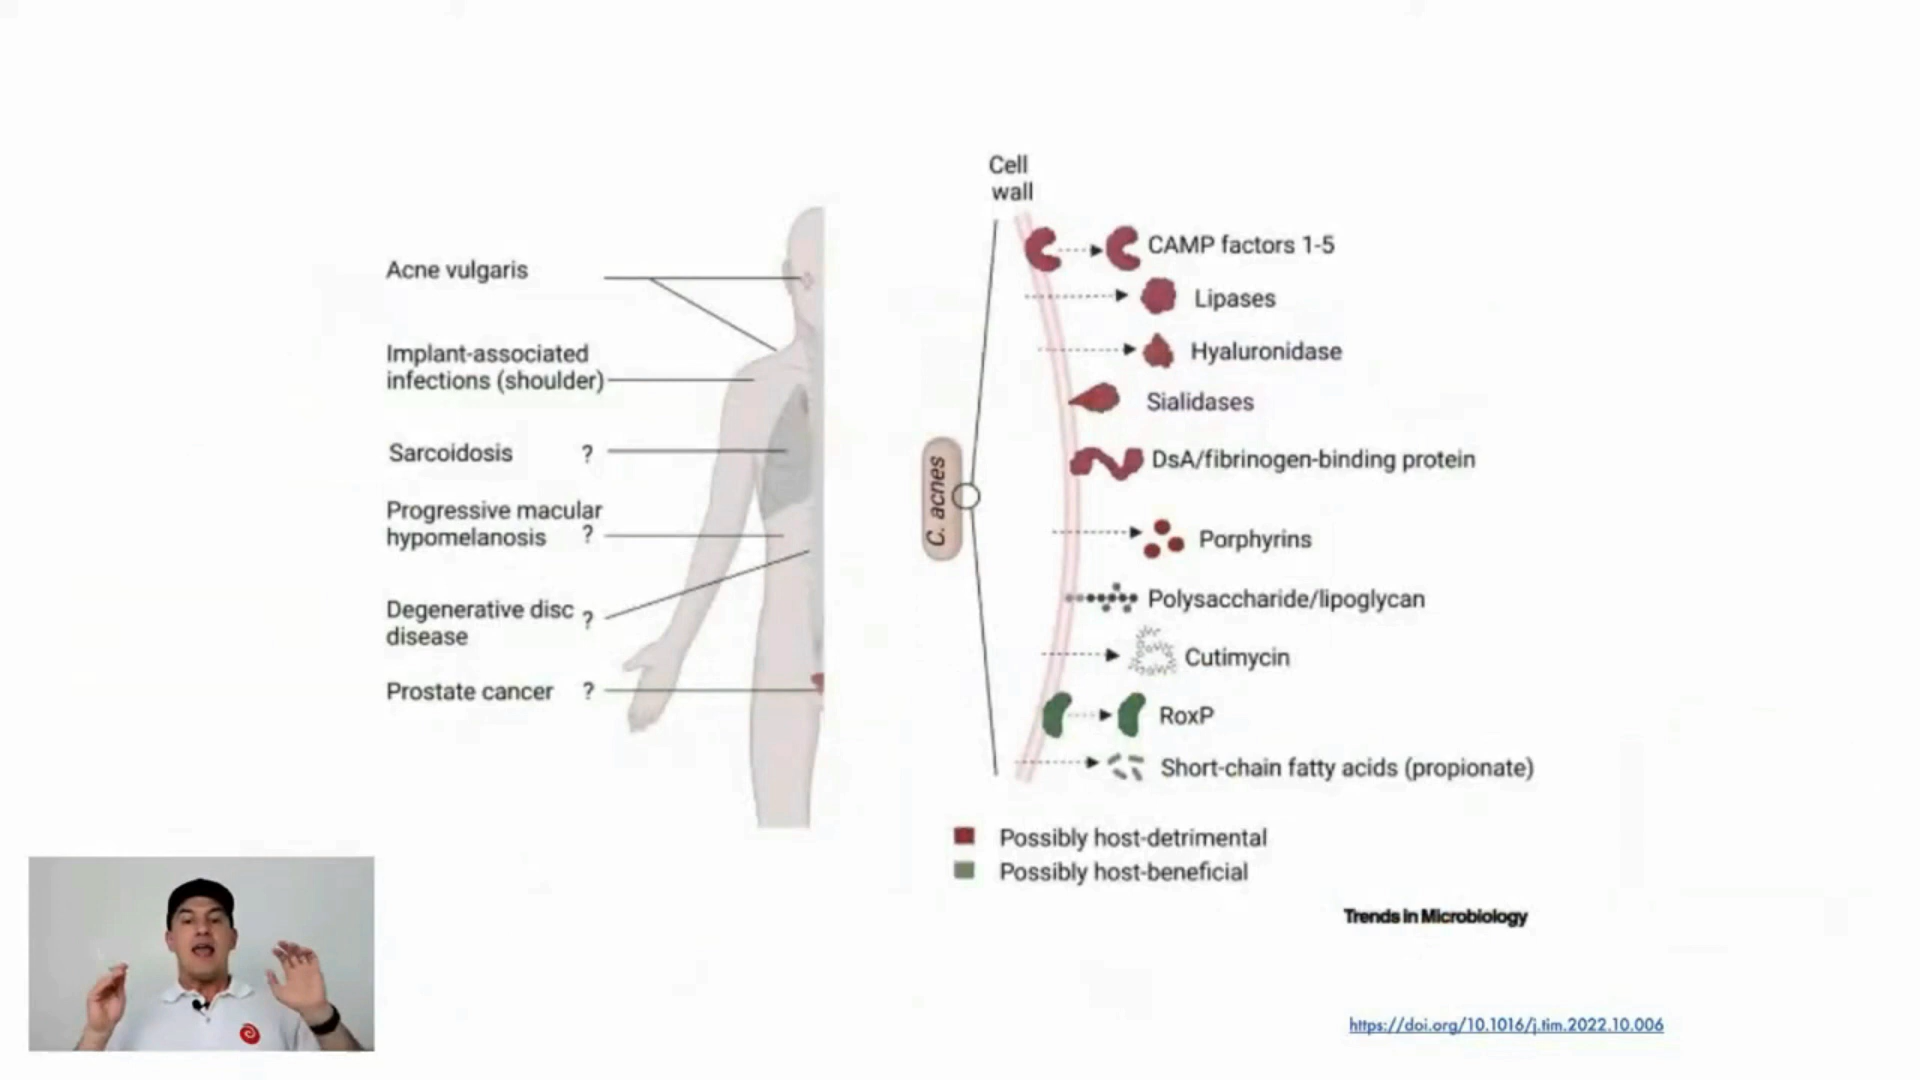 Acne vulgaris
Implant-associated
infections (shoulder)
Sarcoidosis ?
Progressive macular
hypomelanosis ?
Degenerative disc ?
disease
Prostate cancer ?
Cell
wall
C. acnes
CAMP factors 1-5
Lipases
Hyaluronidase
Sialidases
DsA/fibrinogen-binding protein
Porphyrins
Polysaccharide/lipoglycan
Cutimycin
RoxP
Short-chain fatty acids (propionate)
Possibly host-detrimental
Possibly host-beneficial
Trends in Microbiology
https://doi.org/10.1016/j.tim.2022.10.006